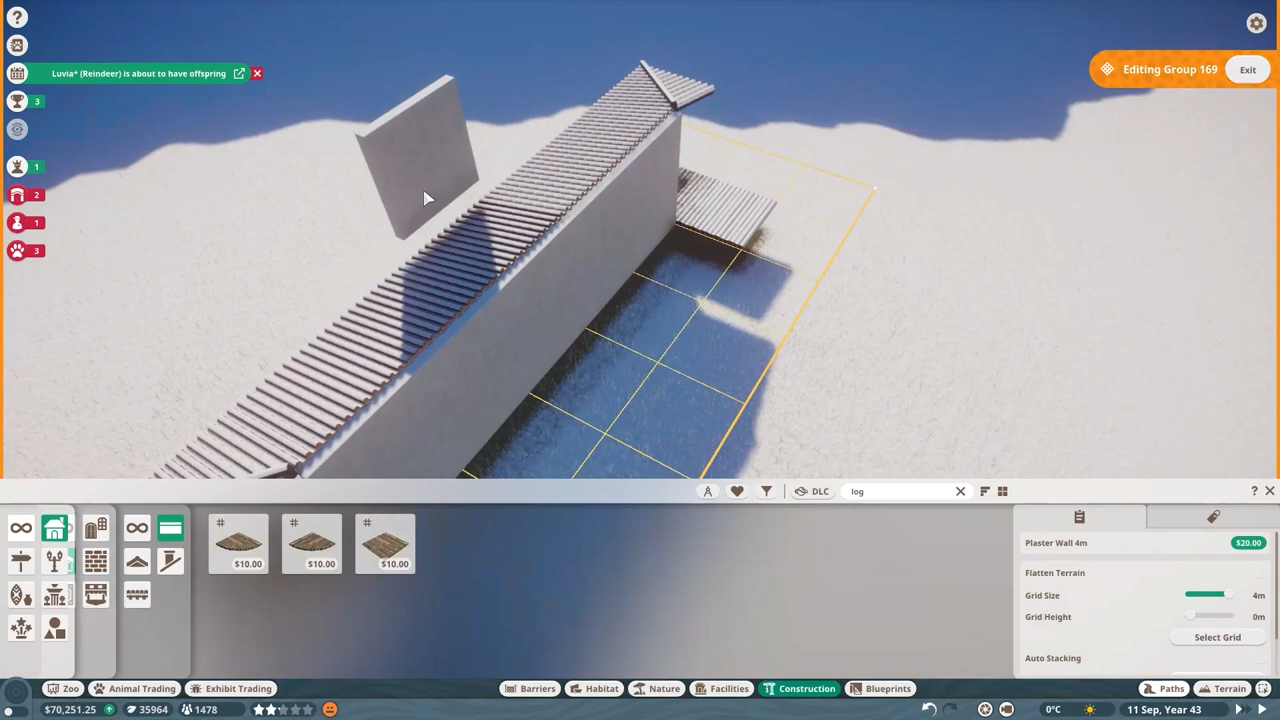 ?
Luvia* (Reindeer) is about to have offspring
3
1
2
1
3
Editing Group 169
Exit
DLC
log
?
$10.00
$10.00
$10.00
Plaster Wall 4m
$20.00
Flatten Terrain
Grid Size
4m
Grid Height
0m
Select Grid
Auto Stacking
Zoo
Animal Trading
Exhibit Trading
Barriers
Habitat
Nature
Facilities
Construction
Blueprints
Paths
Terrain
$70,251.25
35964
1478
0°C
11 Sep, Year 43